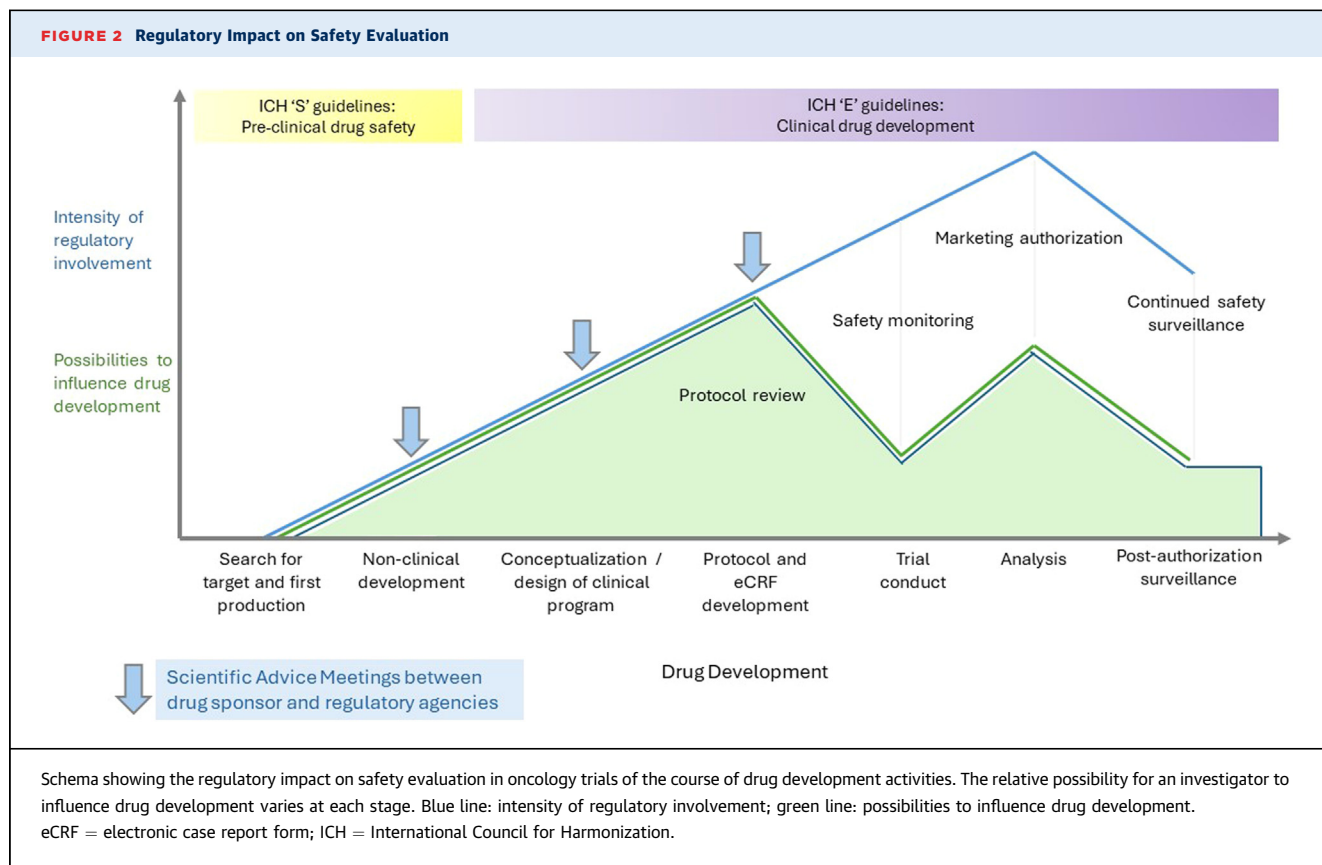 FIGURE 2 Regulatory Impact on Safety Evaluation
ICH ‘S’ guidelines:
Pre-clinical drug safety
ICH ‘E’ guidelines:
Clinical drug development
Intensity of
regulatory
involvement
Marketing authorization
Continued safety
surveillance
Safety monitoring
Possibilities to
influence drug
development
Protocol review
Search for
target and first
production
Non-clinical
development
Conceptualization /
design of clinical
program
Protocol and
eCRF
development
Trial
conduct
Analysis
Post-authorization
surveillance
Scientific Advice Meetings between
drug sponsor and regulatory agencies
Drug Development
Schema showing the regulatory impact on safety evaluation in oncology trials of the course of drug development activities. The relative possibility for an investigator to
influence drug development varies at each stage. Blue line: intensity of regulatory involvement; green line: possibilities to influence drug development.
eCRF = electronic case report form; ICH = International Council for Harmonization.